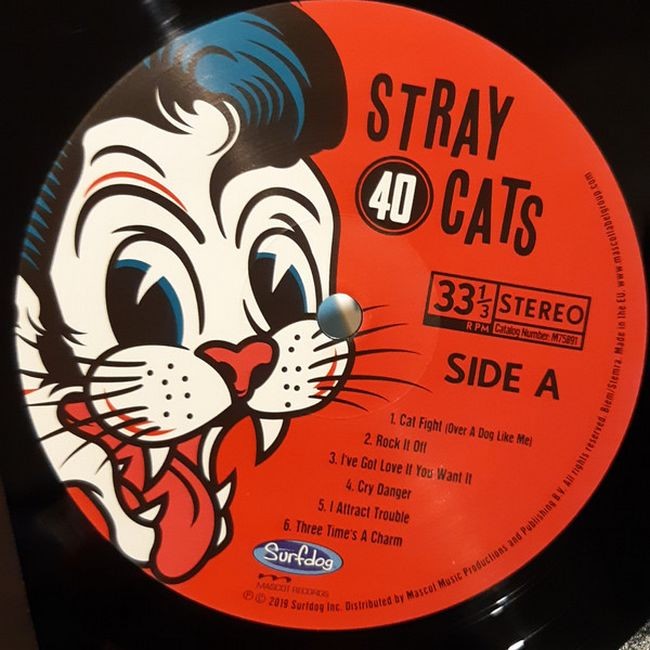 STRAY
40 CATS
33 1/3 RPM STEREO
Catalog Number: M75891
SIDE A
1. Cat Fight (Over A Dog Like Me)
2. Rock It Off
3. I've Got Love If You Want It
4. Cry Danger
5. I Attract Trouble
6. Three Time's A Charm
Surfdog
MASCOT RECORDS
℗ © 2019 Surfdog Inc. Distributed by Mascot Music Productions and Publishing B.V. All rights reserved. Biem/Stemra. Made in the EU. www.mascotlabelgroup.com